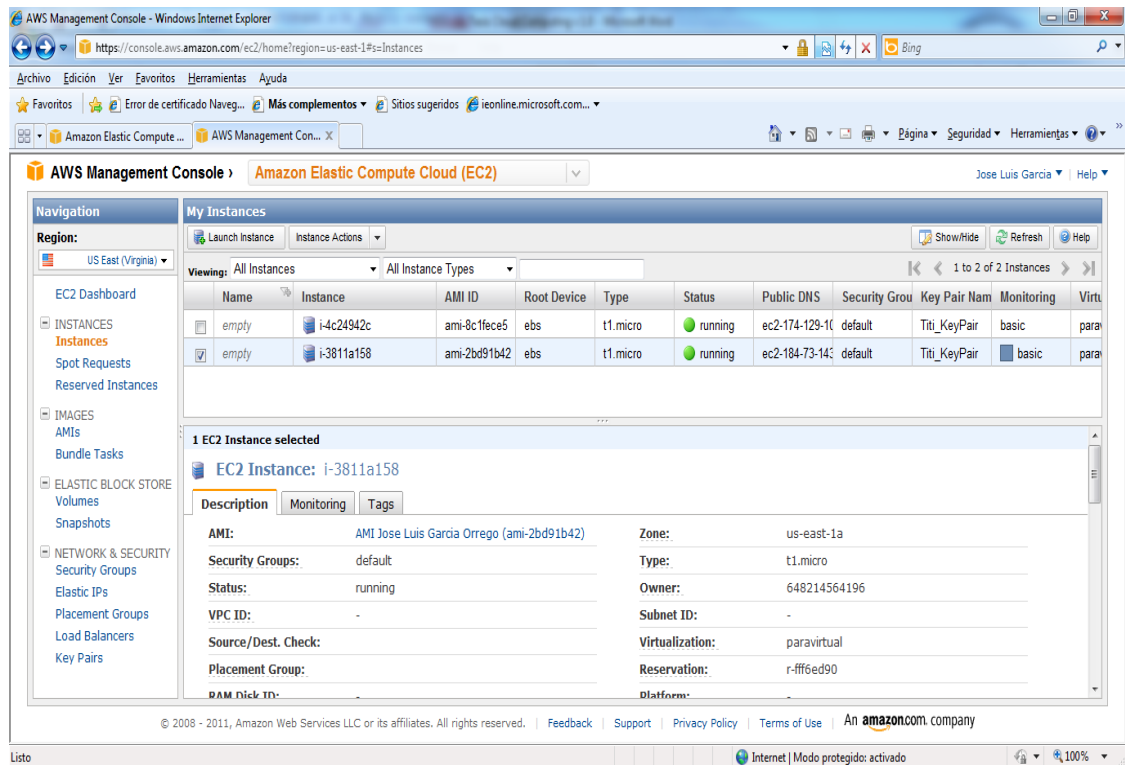 AWS Management Console - Windows Internet Explorer
https://console.aws.amazon.com/ec2/home?region=us-east-1#s=Instances
Bing
Archivo Edición Ver Favoritos Herramientas Ayuda
Favoritos Error de certificado Naveg... Más complementos Sitios sugeridos ieonline.microsoft.com...
Amazon Elastic Compute ... AWS Management Con... X Página Seguridad Herramientas »
AWS Management Console › Amazon Elastic Compute Cloud (EC2) Jose Luis Garcia | Help
Navigation
Region:
US East (Virginia)
EC2 Dashboard
INSTANCES
Instances
Spot Requests
Reserved Instances
IMAGES
AMIs
Bundle Tasks
ELASTIC BLOCK STORE
Volumes
Snapshots
NETWORK & SECURITY
Security Groups
Elastic IPs
Placement Groups
Load Balancers
Key Pairs
My Instances
Launch Instance Instance Actions Show/Hide Refresh Help
Viewing: All Instances All Instance Types 1 to 2 of 2 Instances
Name Instance AMI ID Root Device Type Status Public DNS Security Grou Key Pair Nam Monitoring Virtu
empty i-4c24942c ami-8c1fece5 ebs t1.micro running ec2-174-129-10 default Titi_KeyPair basic para
empty i-3811a158 ami-2bd91b42 ebs t1.micro running ec2-184-73-143 default Titi_KeyPair basic para
1 EC2 Instance selected
EC2 Instance: i-3811a158
Description Monitoring Tags
AMI: AMI Jose Luis Garcia Orrego (ami-2bd91b42) Zone: us-east-1a
Security Groups: default Type: t1.micro
Status: running Owner: 648214564196
VPC ID: - Subnet ID: -
Source/Dest. Check: Virtualization: paravirtual
Placement Group: Reservation: r-fff6ed90
RAM Disk ID: - Platform: -
© 2008 - 2011, Amazon Web Services LLC or its affiliates. All rights reserved. | Feedback | Support | Privacy Policy | Terms of Use | An amazon.com. company
Listo Internet | Modo protegido: activado 100%